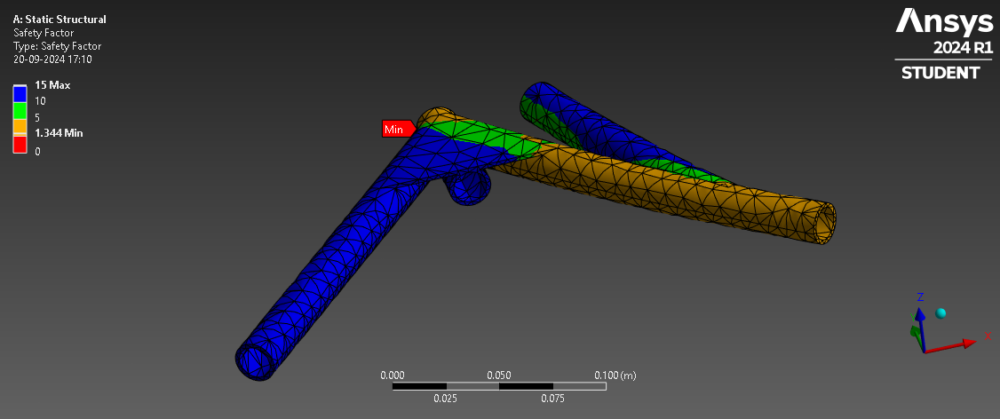 A: Static Structural
Safety Factor
Type: Safety Factor
20-09-2024 17:10
15 Max
10
5
1.344 Min
0
Ansys
2024 R1
STUDENT
Min
Z
0.000
0.050
0.100 (m)
0.025
0.075